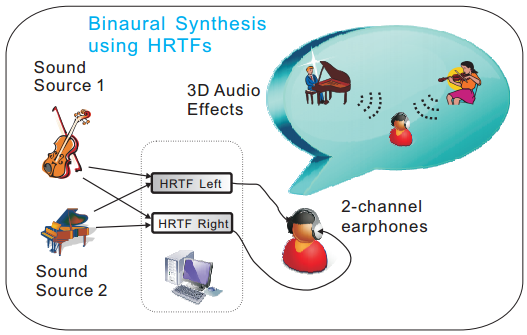 Binaural Synthesis
using HRTFs
Sound
Source 1
3D Audio
Effects
HRTF Left
HRTF Right
2-channel
earphones
Sound
Source 2